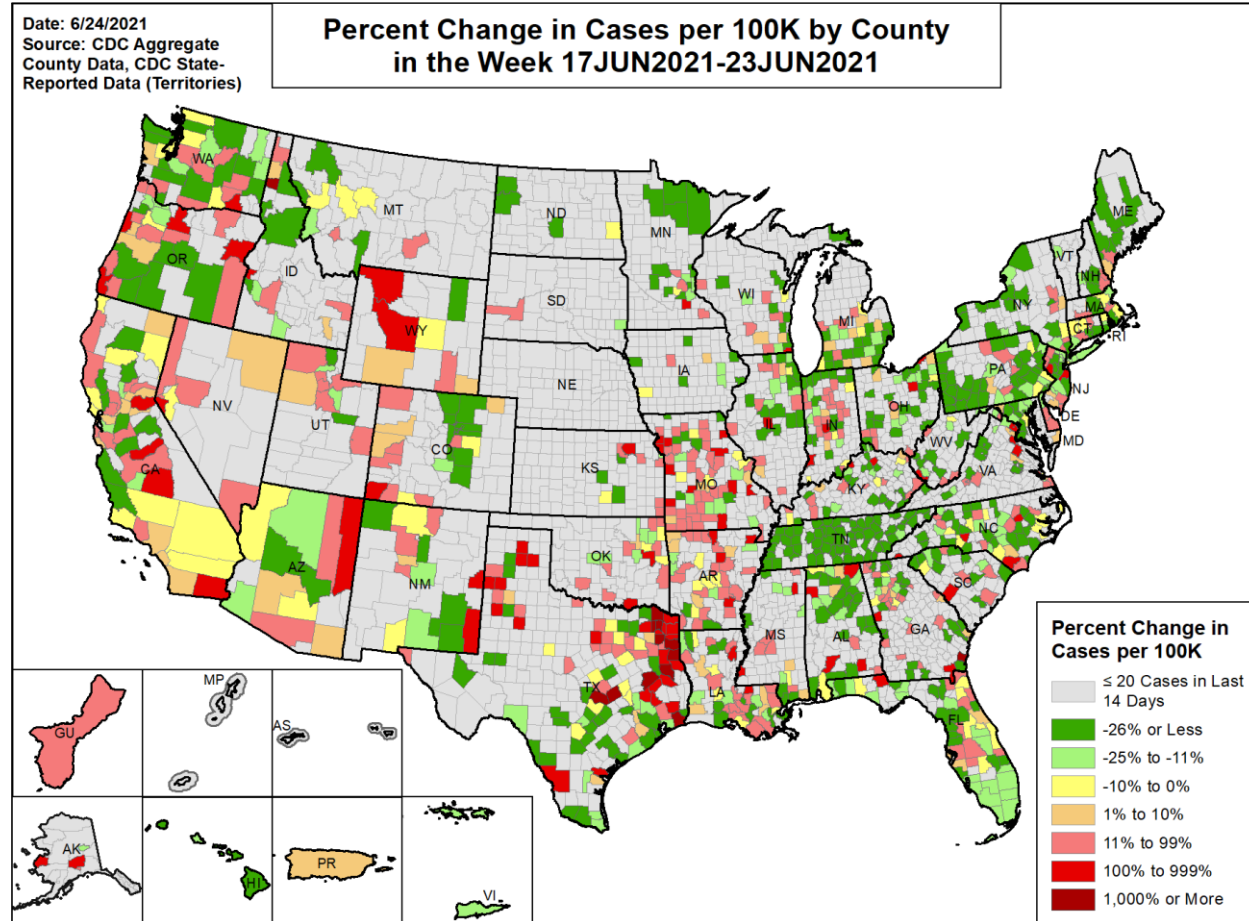 Date: 6/24/2021
Source: CDC Aggregate
County Data, CDC State-
Reported Data (Territories)
Percent Change in Cases per 100K by County
in the Week 17JUN2021-23JUN2021
WA
MT
ND
MN
ME
OR
ID
WY
SD
WI
MI
NY
VT
NH
MA
CT
RI
NV
UT
CO
NE
IA
IL
IN
OH
PA
NJ
DE
MD
CA
AZ
NM
KS
MO
KY
WV
VA
OK
AR
TN
NC
SC
TX
LA
MS
AL
GA
FL
GU
MP
AS
AK
HI
PR
VI
Percent Change in
Cases per 100K
≤ 20 Cases in Last
14 Days
-26% or Less
-25% to -11%
-10% to 0%
1% to 10%
11% to 99%
100% to 999%
1,000% or More